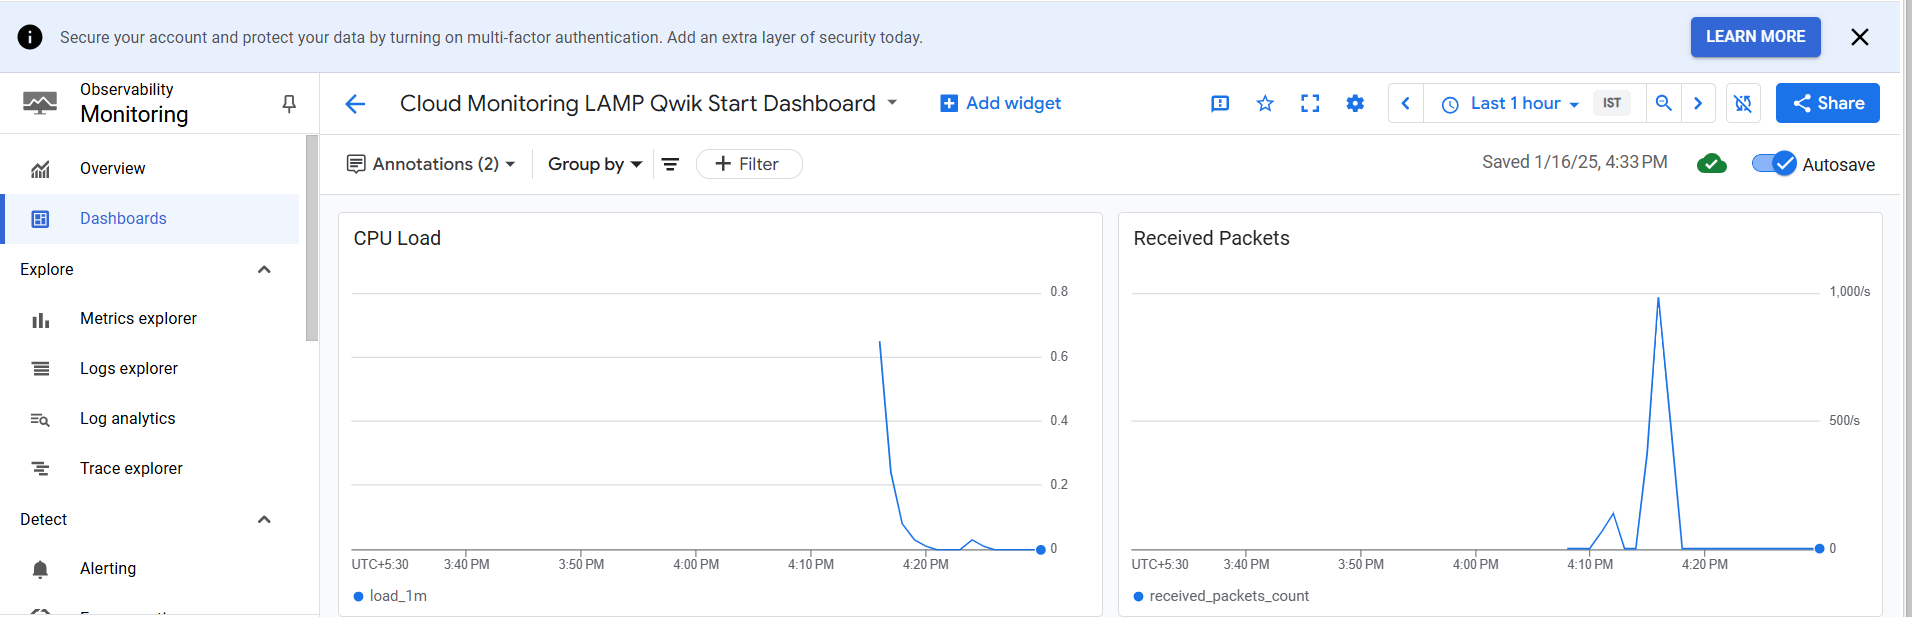 Secure your account and protect your data by turning on multi-factor authentication. Add an extra layer of security today.
LEARN MORE
Observability
Monitoring
Cloud Monitoring LAMP Qwik Start Dashboard
Add widget
Last 1 hour
IST
Share
Overview
Dashboards
Explore
Metrics explorer
Logs explorer
Log analytics
Trace explorer
Detect
Alerting
Annotations (2)
Group by
Filter
Saved 1/16/25, 4:33 PM
Autosave
CPU Load
0.8
0.6
0.4
0.2
0
UTC+5:30 3:40 PM 3:50 PM 4:00 PM 4:10 PM 4:20 PM
load_1m
Received Packets
1,000/s
500/s
0
UTC+5:30 3:40 PM 3:50 PM 4:00 PM 4:10 PM 4:20 PM
received_packets_count